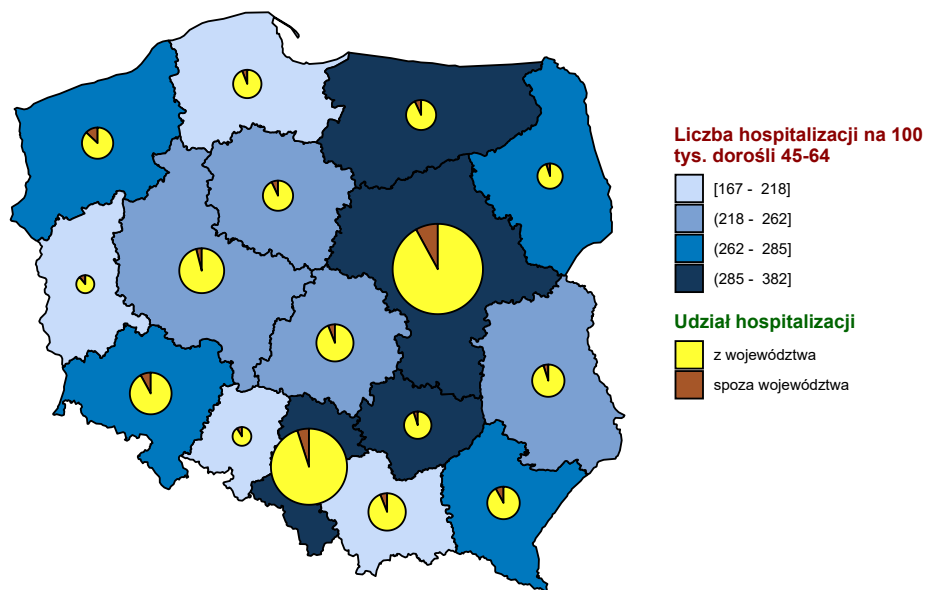 Liczba hospitalizacji na 100
tys. dorośli 45-64
[167 - 218]
(218 - 262]
(262 - 285]
(285 - 382]
Udział hospitalizacji
z województwa
spoza województwa